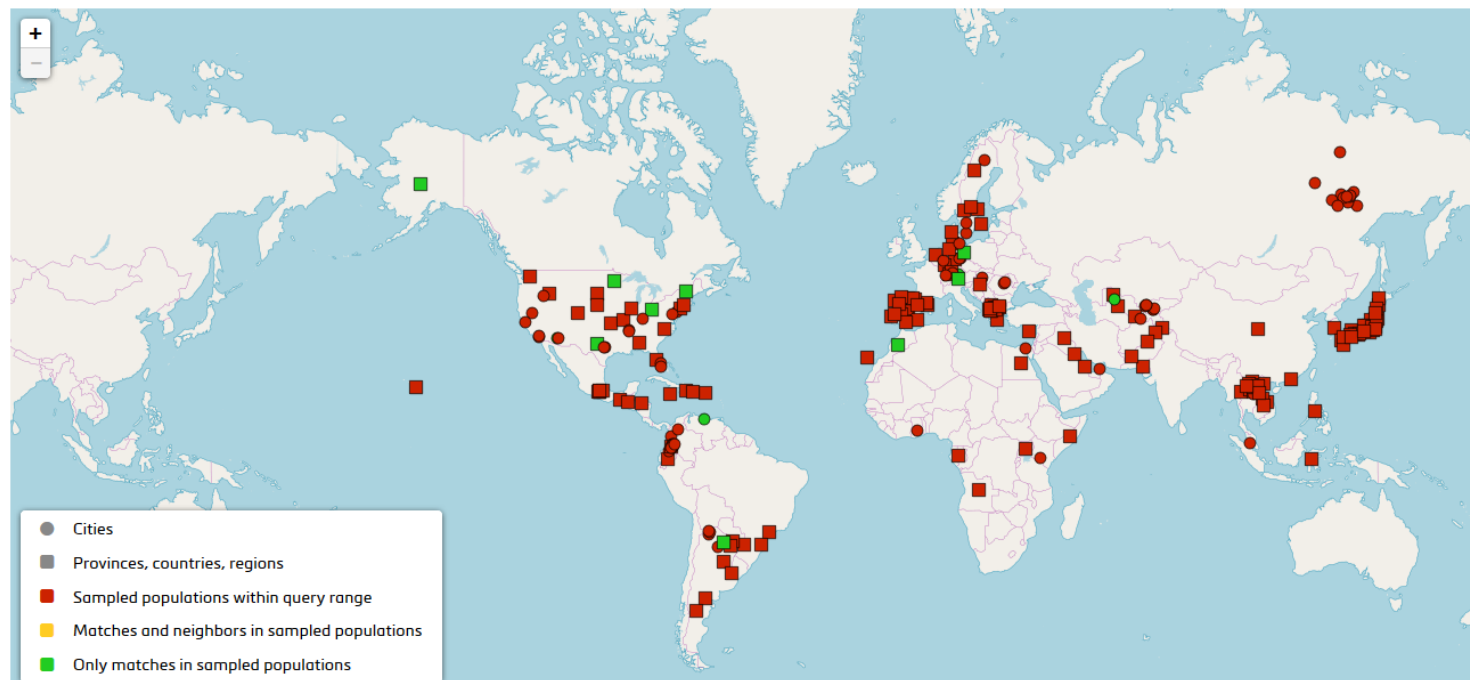 +
−
Cities
Provinces, countries, regions
Sampled populations within query range
Matches and neighbors in sampled populations
Only matches in sampled populations